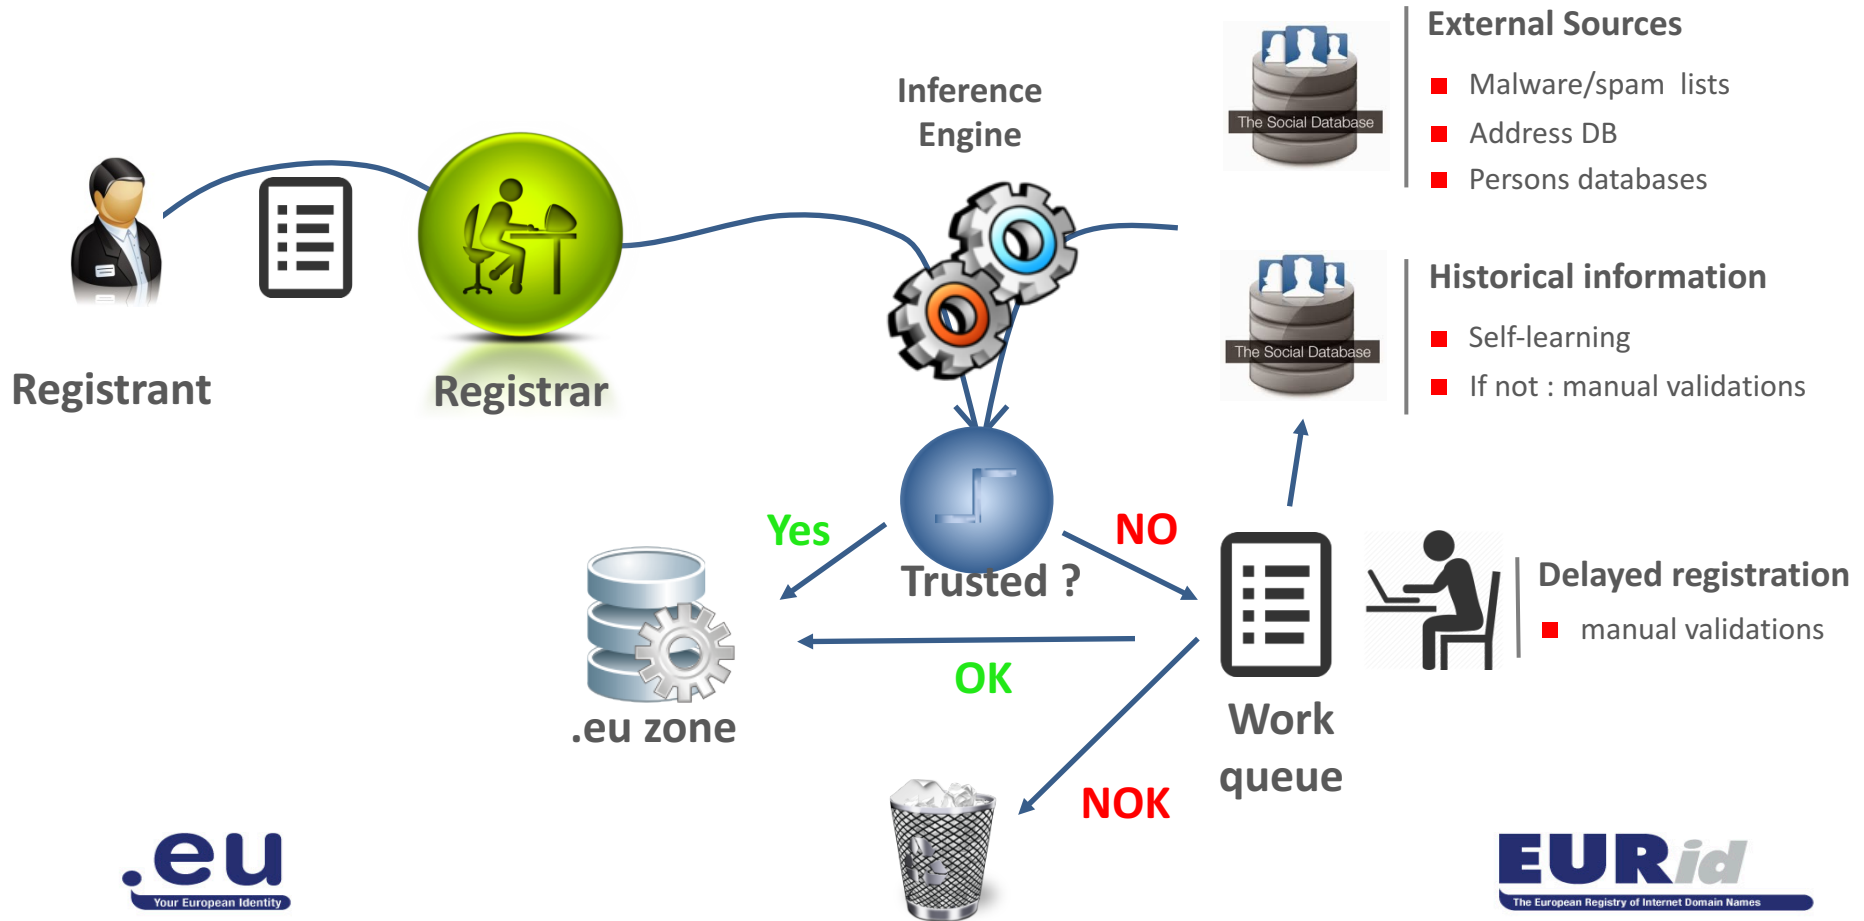 External Sources
Malware/spam lists
Address DB
Persons databases
The Social Database
Inference
Engine
Historical information
Self-learning
If not : manual validations
The Social Database
Registrant
Registrar
Yes
NO
Trusted ?
Delayed registration
manual validations
OK
.eu zone
Work
queue
NOK
.eu
Your European Identity
EURid
The European Registry of Internet Domain Names